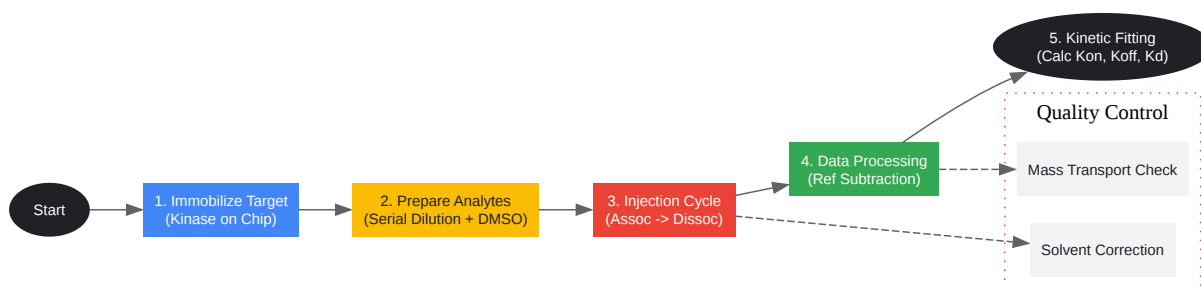 Start
1. Immobilize Target
(Kinase on Chip)
2. Prepare Analytes
(Serial Dilution + DMSO)
3. Injection Cycle
(Assoc -> Dissoc)
4. Data Processing
(Ref Subtraction)
5. Kinetic Fitting
(Calc Kon, Koff, Kd)
Quality Control
Mass Transport Check
Solvent Correction